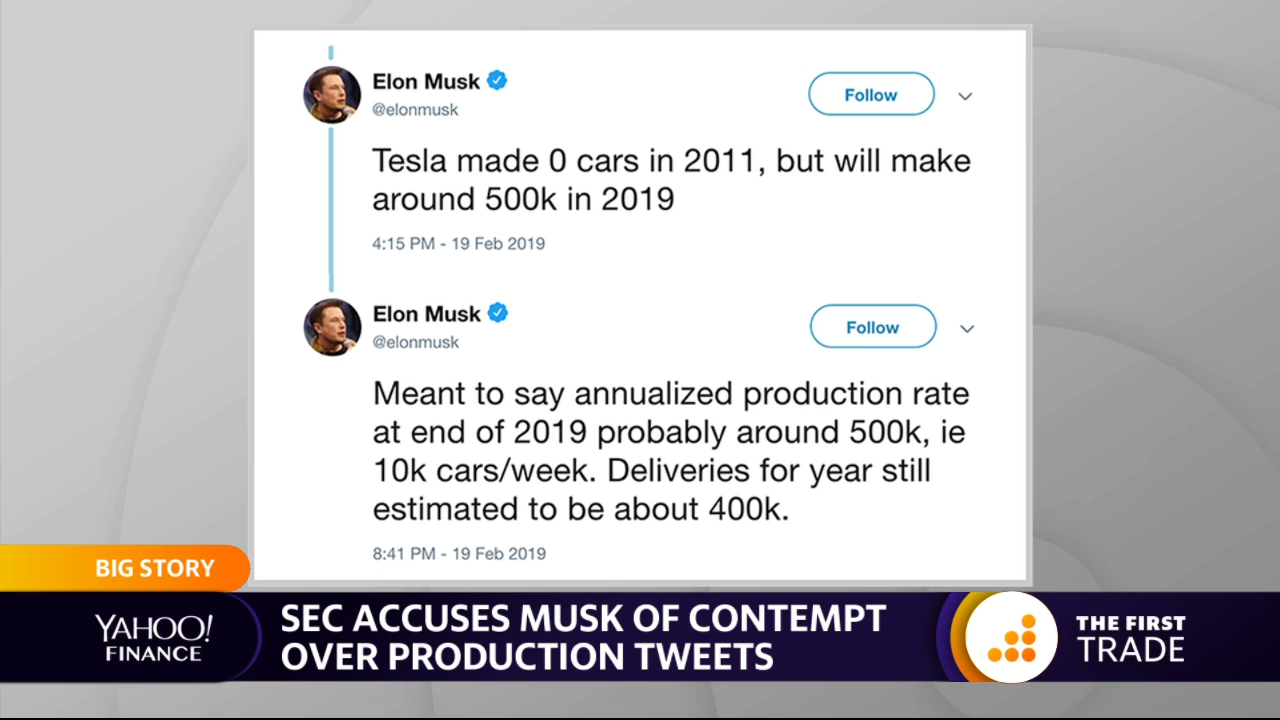 Elon Musk
@elonmusk
Follow
Tesla made 0 cars in 2011, but will make
around 500k in 2019
4:15 PM - 19 Feb 2019
Elon Musk
@elonmusk
Follow
Meant to say annualized production rate
at end of 2019 probably around 500k, ie
10k cars/week. Deliveries for year still
estimated to be about 400k.
8:41 PM - 19 Feb 2019
BIG STORY
YAHOO!
FINANCE
SEC ACCUSES MUSK OF CONTEMPT
OVER PRODUCTION TWEETS
THE FIRST
TRADE